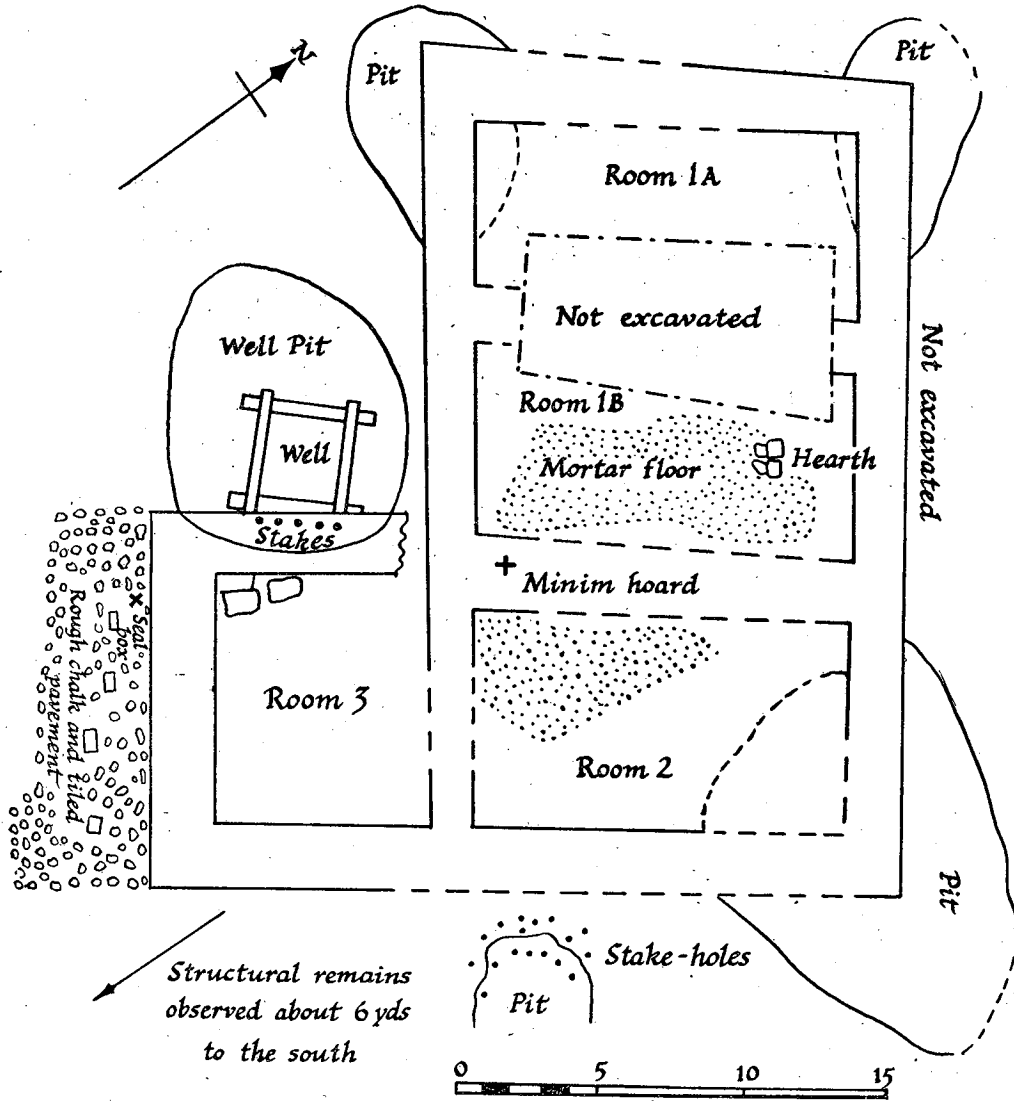 N
Pit
Pit
Room 1A
Not excavated
Not excavated
Well Pit
Well
Stakes
Room 1B
Mortar floor
Hearth
Minim hoard
Seal
box
Rough chalk and tiled
pavement
Room 3
Room 2
Pit
Stake-holes
Pit
Structural remains
observed about 6 yds
to the south
0 5 10 15